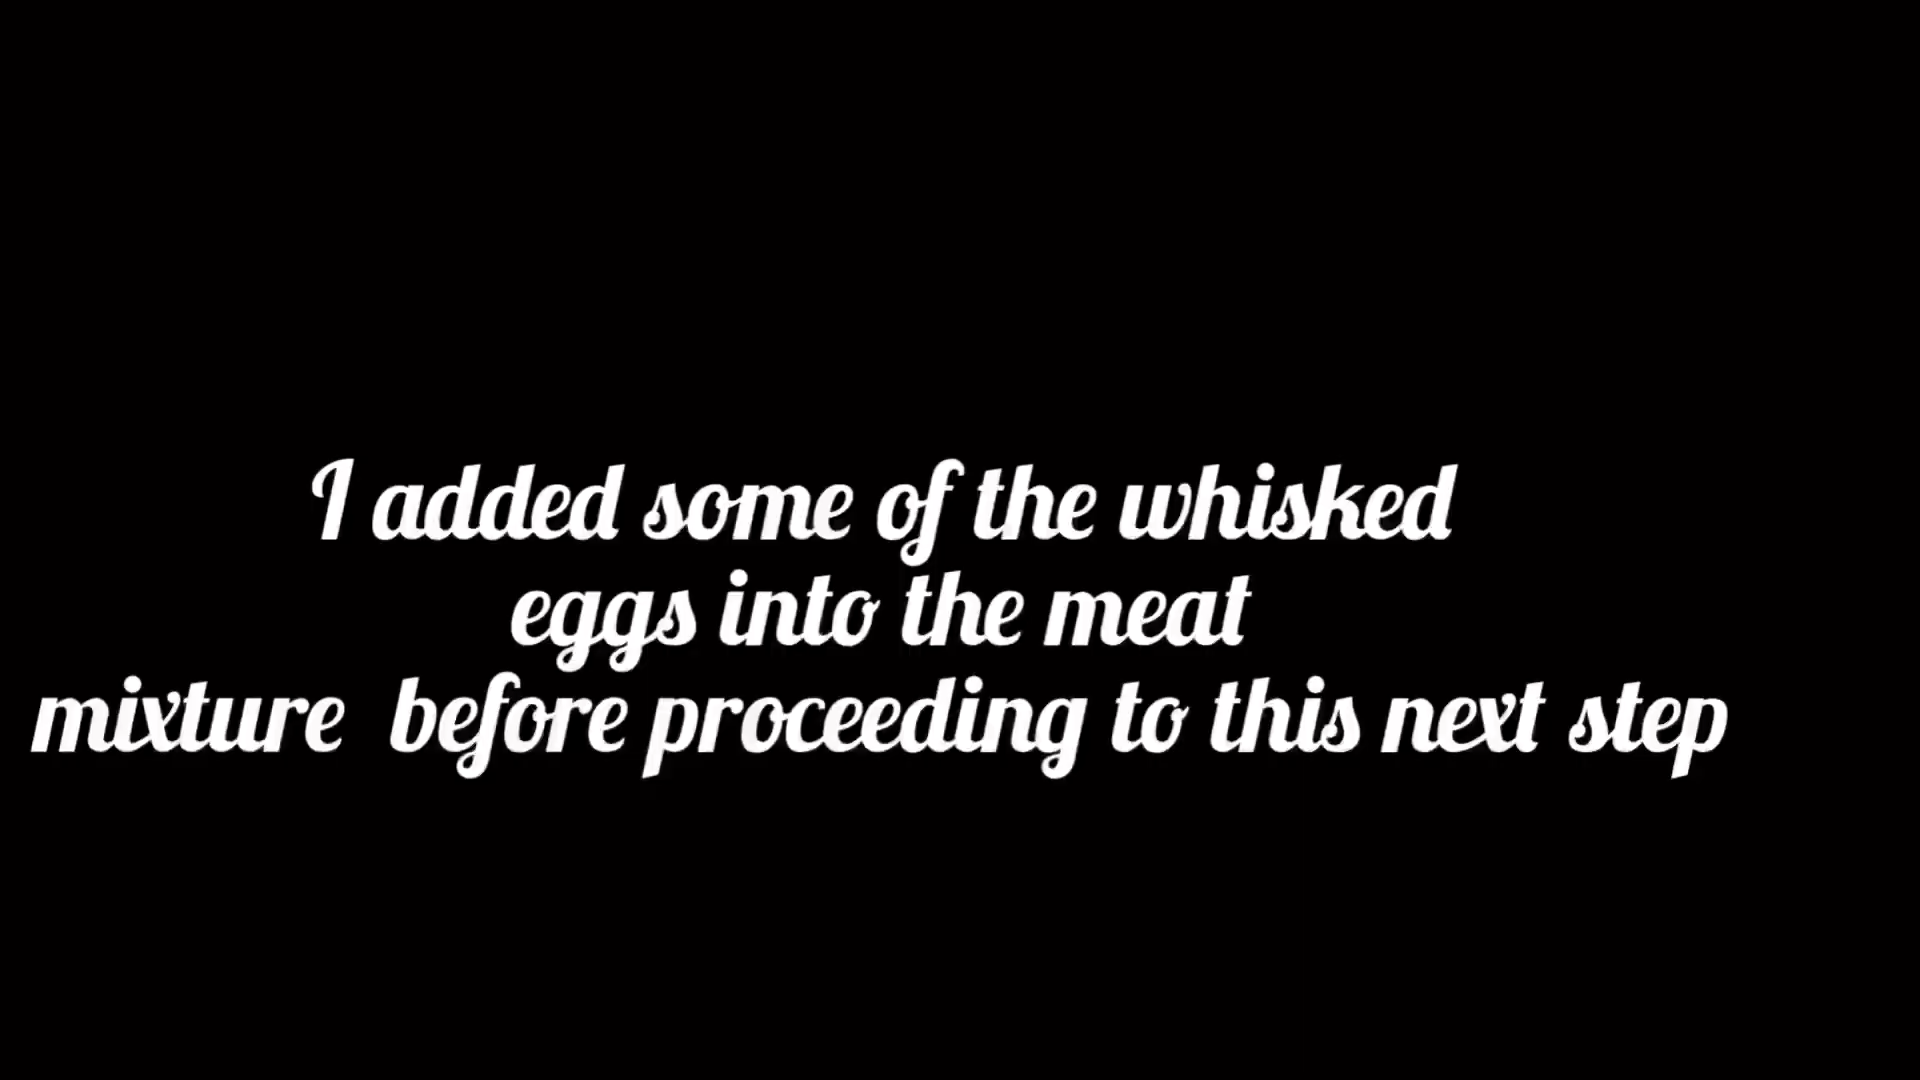 I added some of the whisked
eggs into the meat
mixture  before proceeding to this next step